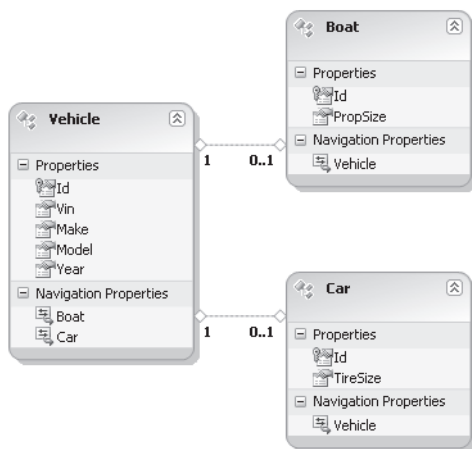 Vehicle
Properties
Id
Vin
Make
Model
Year
Navigation Properties
Boat
Car
1
0..1
1
0..1
Boat
Properties
Id
PropSize
Navigation Properties
Vehicle
Car
Properties
Id
TireSize
Navigation Properties
Vehicle